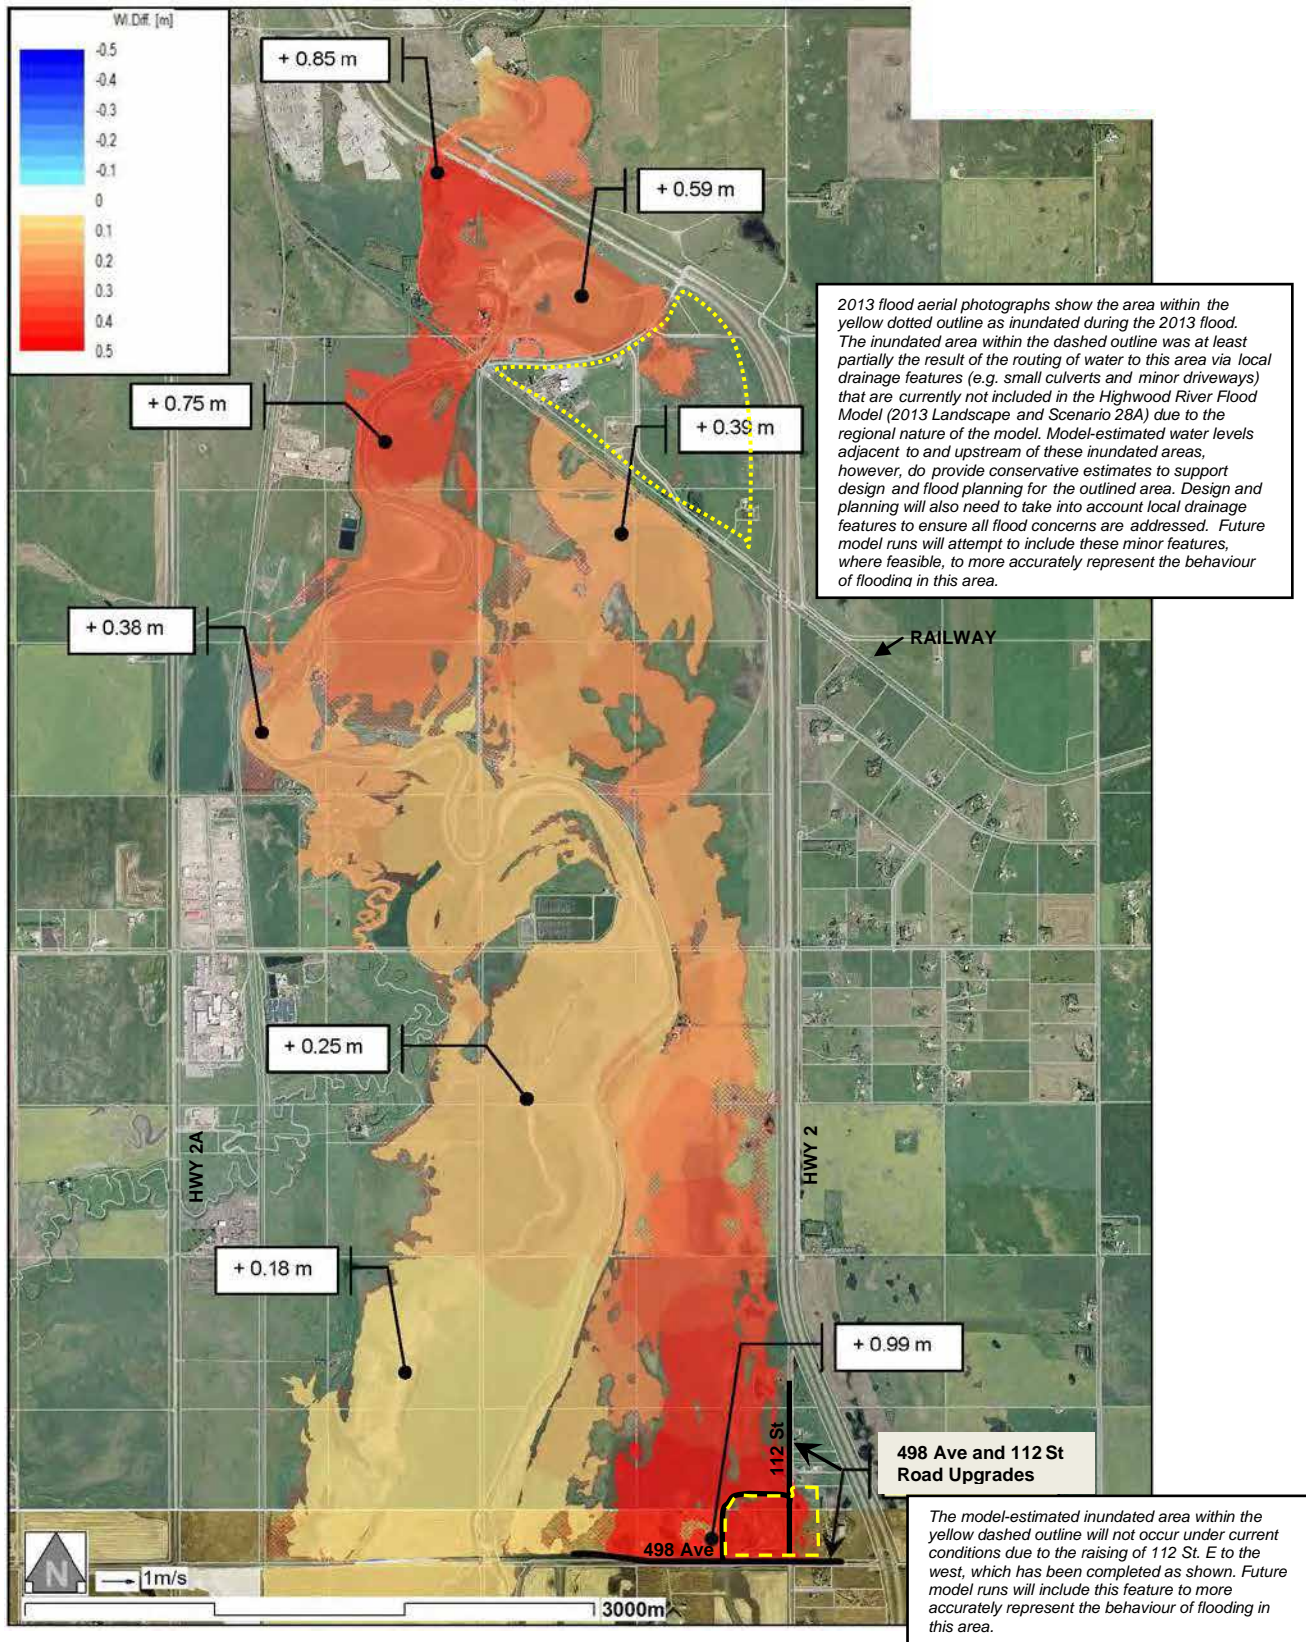 Wl.Diff. [m]
-0.5
-0.4
-0.3
-0.2
-0.1
0
0.1
0.2
0.3
0.4
0.5
+ 0.85 m
+ 0.59 m
2013 flood aerial photographs show the area within the
yellow dotted outline as inundated during the 2013 flood.
The inundated area within the dashed outline was at least
partially the result of the routing of water to this area via local
drainage features (e.g. small culverts and minor driveways)
that are currently not included in the Highwood River Flood
Model (2013 Landscape and Scenario 28A) due to the
regional nature of the model. Model-estimated water levels
adjacent to and upstream of these inundated areas,
however, do provide conservative estimates to support
design and flood planning for the outlined area. Design and
planning will also need to take into account local drainage
features to ensure all flood concerns are addressed. Future
model runs will attempt to include these minor features,
where feasible, to more accurately represent the behaviour
of flooding in this area.
+ 0.75 m
+ 0.39 m
+ 0.38 m
RAILWAY
+ 0.25 m
HWY 2A
HWY 2
+ 0.18 m
+ 0.99 m
112 St
498 Ave and 112 St
Road Upgrades
498 Ave
The model-estimated inundated area within the
yellow dashed outline will not occur under current
conditions due to the raising of 112 St. E to the
west, which has been completed as shown. Future
model runs will include this feature to more
accurately represent the behaviour of flooding in
this area.
N
1m/s
3000m